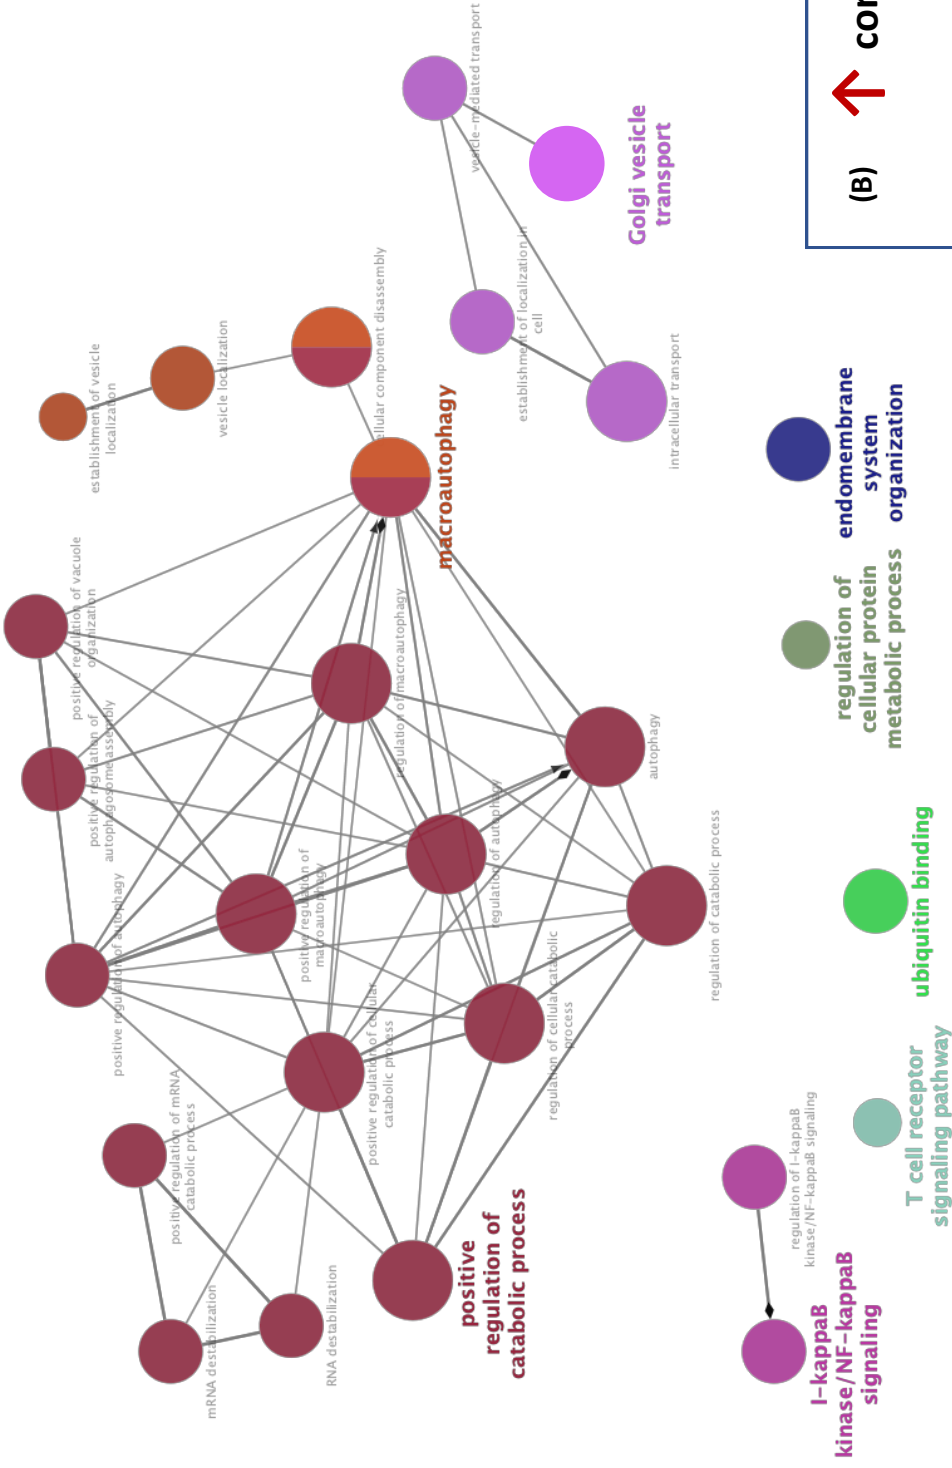 mRNA destabilization
RNA destabilization
positive regulation of mRNA
catabolic process
positive
regulation of
catabolic process
positive regulation of cellular
catabolic process
regulation of cellular catabolic
process
positive regulation of autophagy
positive regulation of
macroautophagy
regulation of autophagy
regulation of catabolic process
autophagy
positive regulation of
autophagosome assembly
positive regulation of vacuole
organization
regulation of macroautophagy
macroautophagy
cellular component disassembly
vesicle localization
establishment of vesicle
localization
vesicle-mediated transport
establishment of localization in
cell
intracellular transport
Golgi vesicle
transport
I-kappaB
kinase/NF-kappaB
signaling
regulation of I-kappaB
kinase/NF-kappaB signaling
T cell receptor
signaling pathway
ubiquitin binding
regulation of
cellular protein
metabolic process
endomembrane
system
organization
(B)